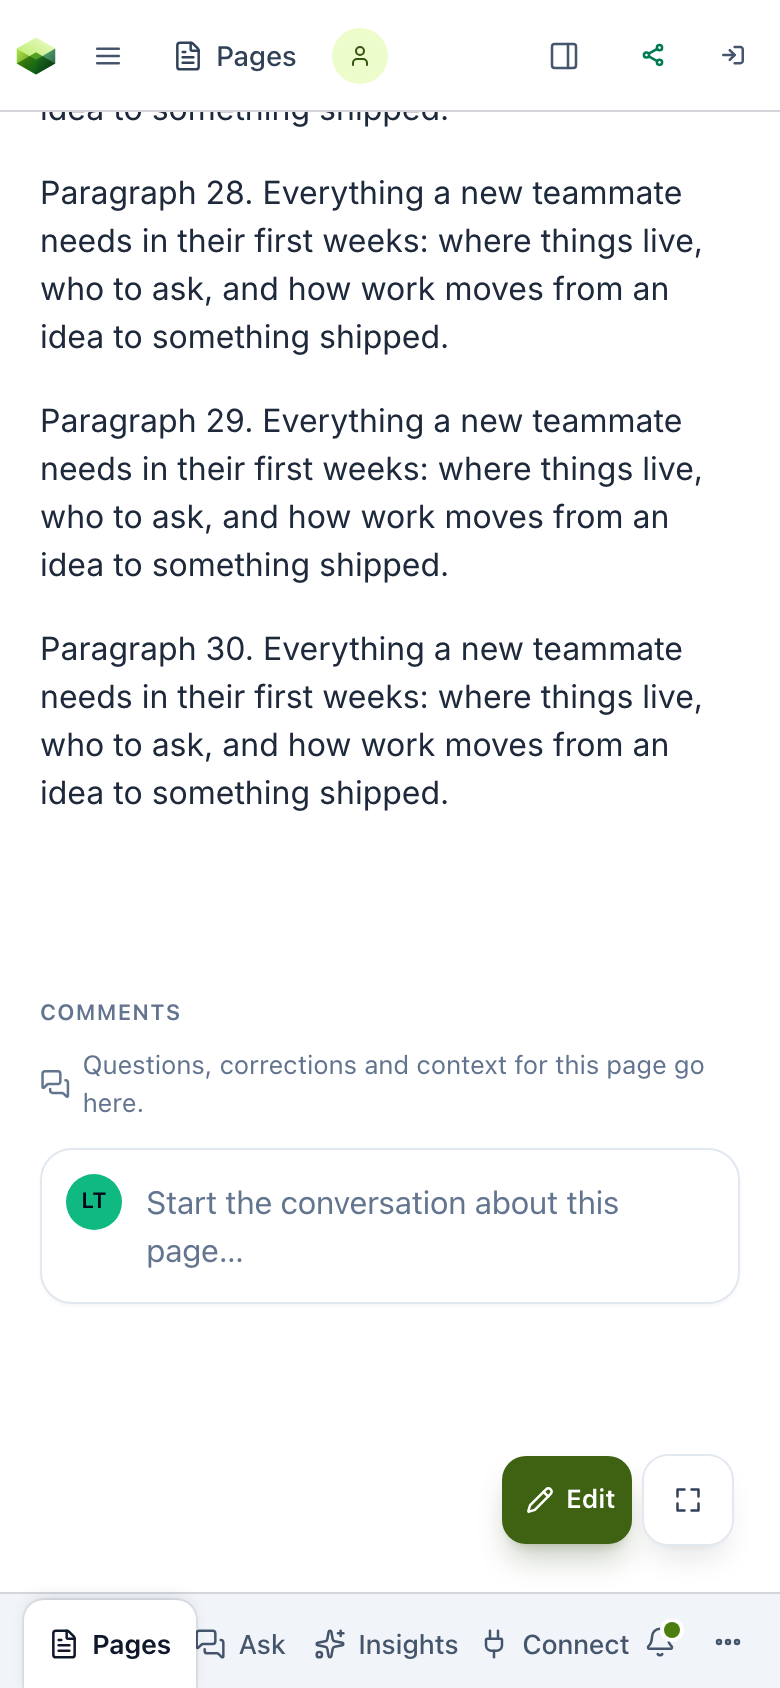 Pages
idea to something shipped.
Paragraph 28. Everything a new teammate
needs in their first weeks: where things live,
who to ask, and how work moves from an
idea to something shipped.
Paragraph 29. Everything a new teammate
needs in their first weeks: where things live,
who to ask, and how work moves from an
idea to something shipped.
Paragraph 30. Everything a new teammate
needs in their first weeks: where things live,
who to ask, and how work moves from an
idea to something shipped.
COMMENTS
Questions, corrections and context for this page go
here.
LT
Start the conversation about this
page...
Edit
Pages Ask Insights Connect